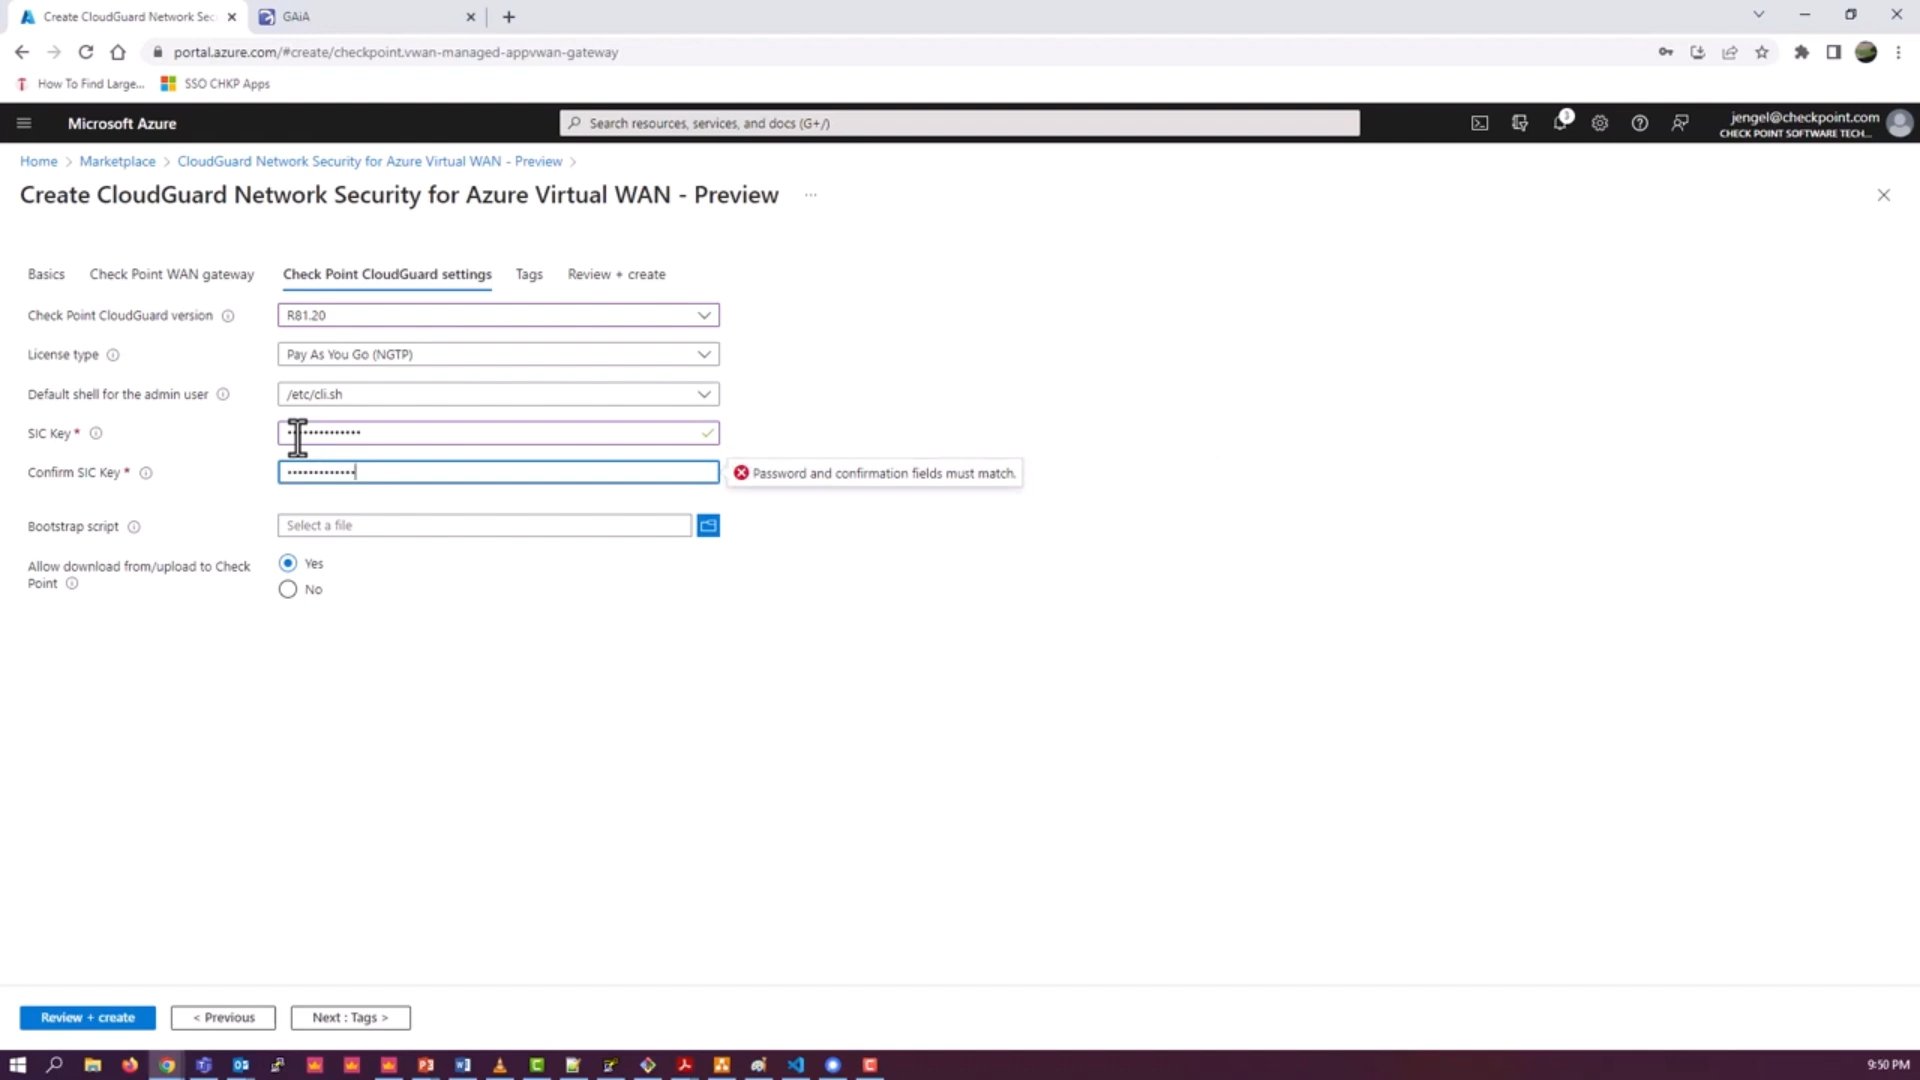 Create CloudGuard Network Sec
GAiA
portal.azure.com/#create/checkpoint.vwan-managed-appvwan-gateway
How To Find Large...
SSO CHKP Apps
Microsoft Azure
Search resources, services, and docs (G+/)
jengel@checkpoint.com
CHECK POINT SOFTWARE TECH...
Home > Marketplace > CloudGuard Network Security for Azure Virtual WAN - Preview >
Create CloudGuard Network Security for Azure Virtual WAN - Preview ...
Basics Check Point WAN gateway Check Point CloudGuard settings Tags Review + create
Check Point CloudGuard version R81.20
License type Pay As You Go (NGTP)
Default shell for the admin user /etc/cli.sh
SIC Key *
Confirm SIC Key * Password and confirmation fields must match.
Bootstrap script Select a file
Allow download from/upload to Check Point
Yes
No
Review + create < Previous Next : Tags >
9:50 PM